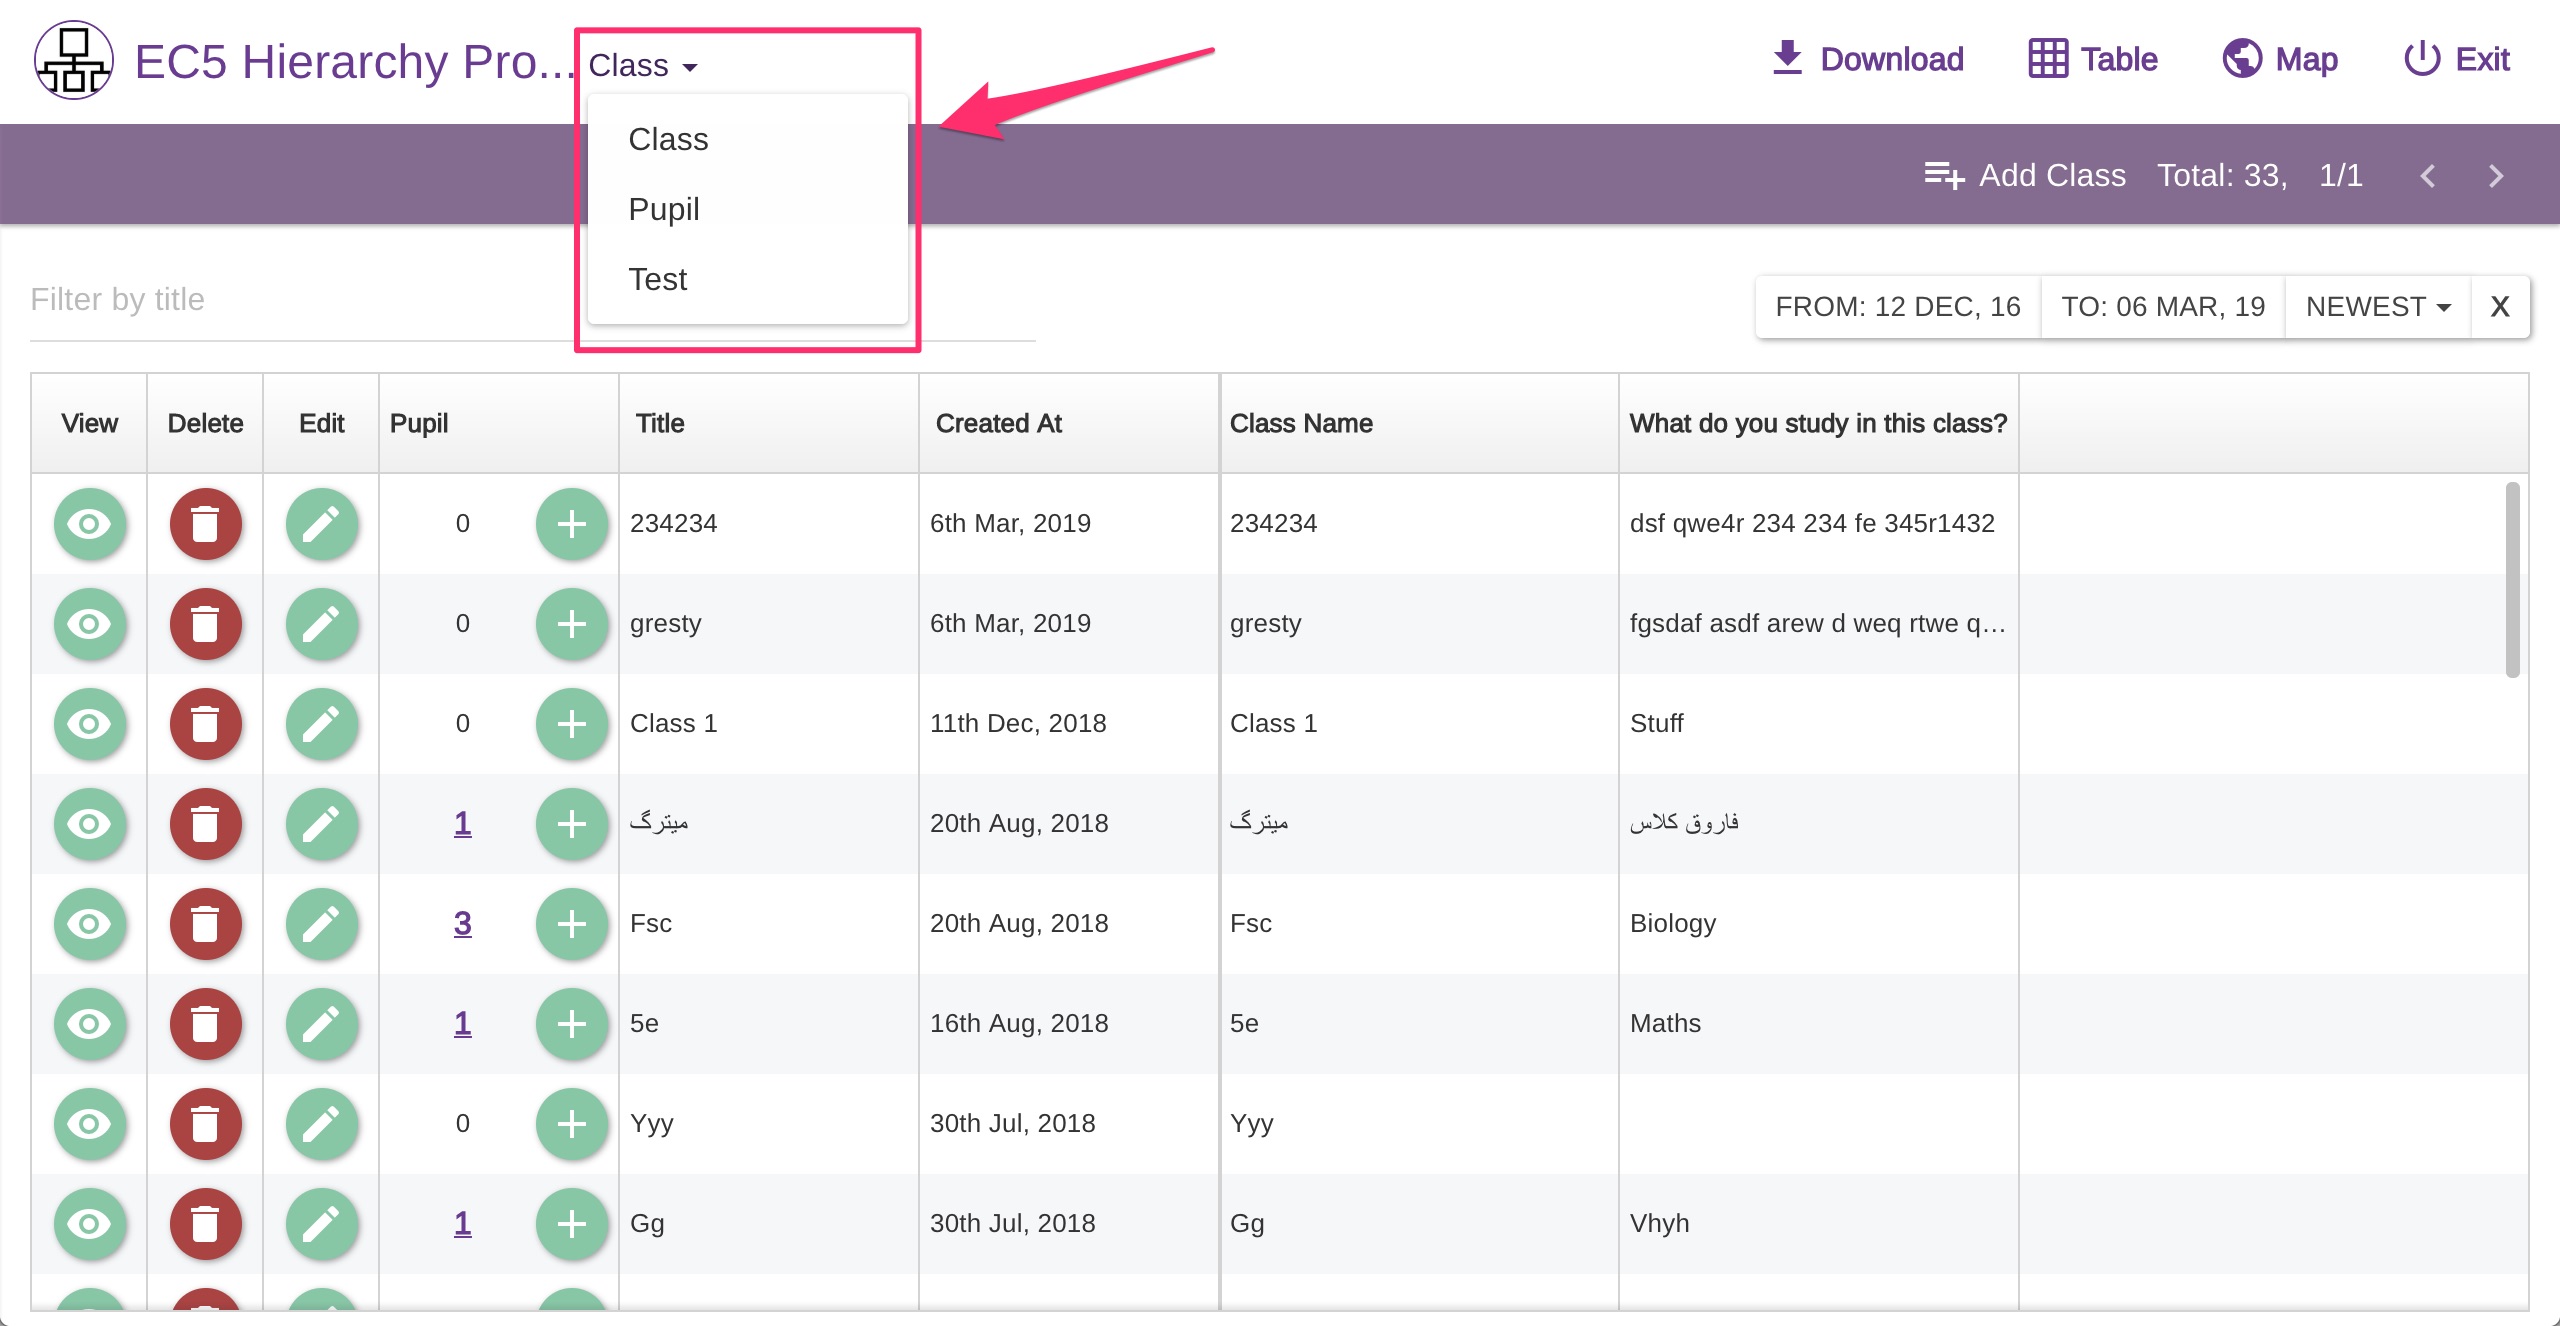 EC5 Hierarchy Pro...
Class
Download
Table
Map
Exit
Class
Pupil
Test
Add Class
Total: 33,
1/1
Filter by title
FROM: 12 DEC, 16
TO: 06 MAR, 19
NEWEST
X
View Delete Edit Pupil Title Created At Class Name What do you study in this class?
0 234234 6th Mar, 2019 234234 dsf qwe4r 234 234 fe 345r1432
0 gresty 6th Mar, 2019 gresty fgsdaf asdf arew d weq rtwe q...
0 Class 1 11th Dec, 2018 Class 1 Stuff
1 میترگ 20th Aug, 2018 میترگ فاروق کلاس
3 Fsc 20th Aug, 2018 Fsc Biology
1 5e 16th Aug, 2018 5e Maths
0 Yyy 30th Jul, 2018 Yyy
1 Gg 30th Jul, 2018 Gg Vhyh